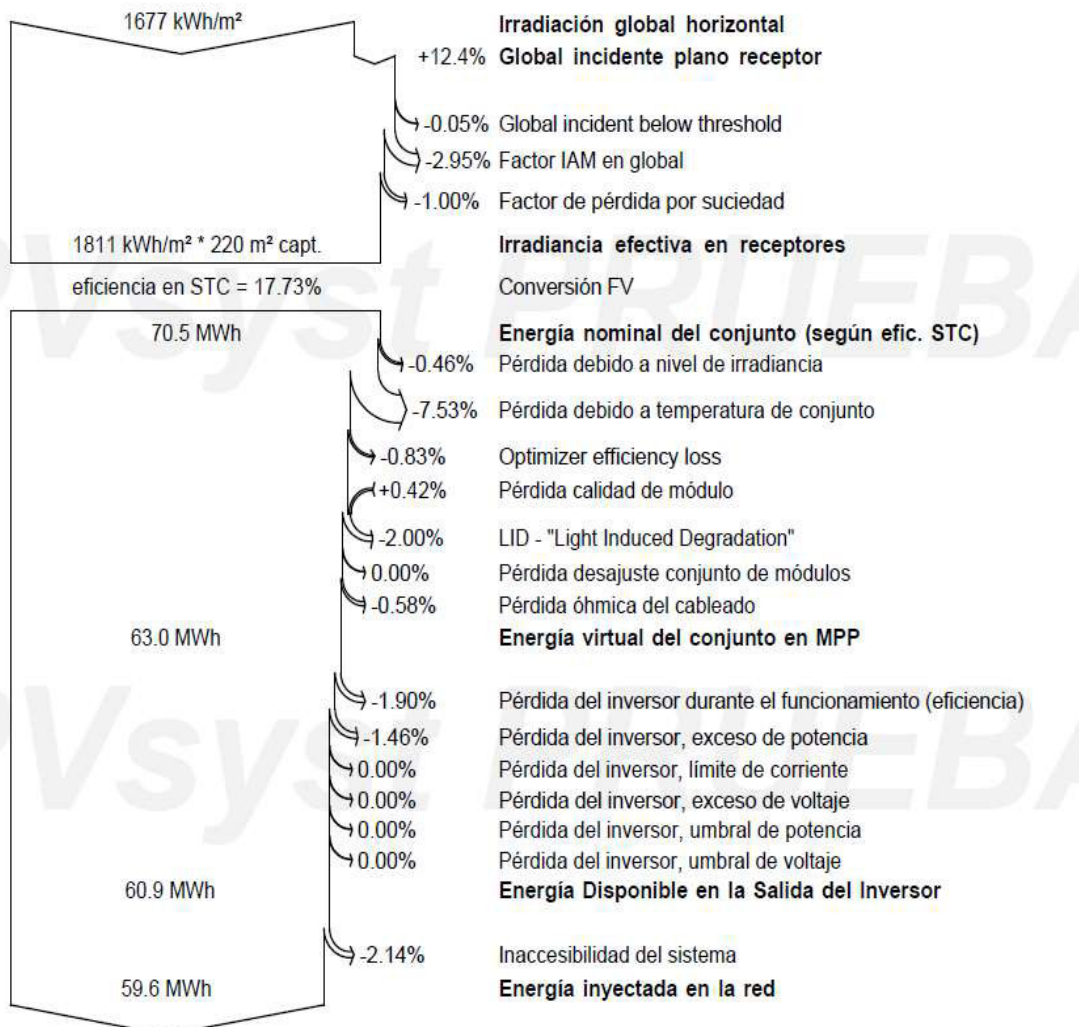 1677 kWh/m² Irradiación global horizontal
+12.4% Global incidente plano receptor
-0.05% Global incident below threshold
-2.95% Factor IAM en global
-1.00% Factor de pérdida por suciedad
1811 kWh/m² * 220 m² capt. Irradiancia efectiva en receptores
eficiencia en STC = 17.73% Conversión FV
PVsyst PRUEBA
70.5 MWh Energía nominal del conjunto (según efic. STC)
-0.46% Pérdida debido a nivel de irradiancia
-7.53% Pérdida debido a temperatura de conjunto
-0.83% Optimizer efficiency loss
+0.42% Pérdida calidad de módulo
-2.00% LID - "Light Induced Degradation"
0.00% Pérdida desajuste conjunto de módulos
-0.58% Pérdida óhmica del cableado
63.0 MWh Energía virtual del conjunto en MPP
-1.90% Pérdida del inversor durante el funcionamiento (eficiencia)
-1.46% Pérdida del inversor, exceso de potencia
PVsyst PRUEBA
0.00% Pérdida del inversor, límite de corriente
0.00% Pérdida del inversor, exceso de voltaje
0.00% Pérdida del inversor, umbral de potencia
0.00% Pérdida del inversor, umbral de voltaje
60.9 MWh Energía Disponible en la Salida del Inversor
-2.14% Inaccesibilidad del sistema
59.6 MWh Energía inyectada en la red